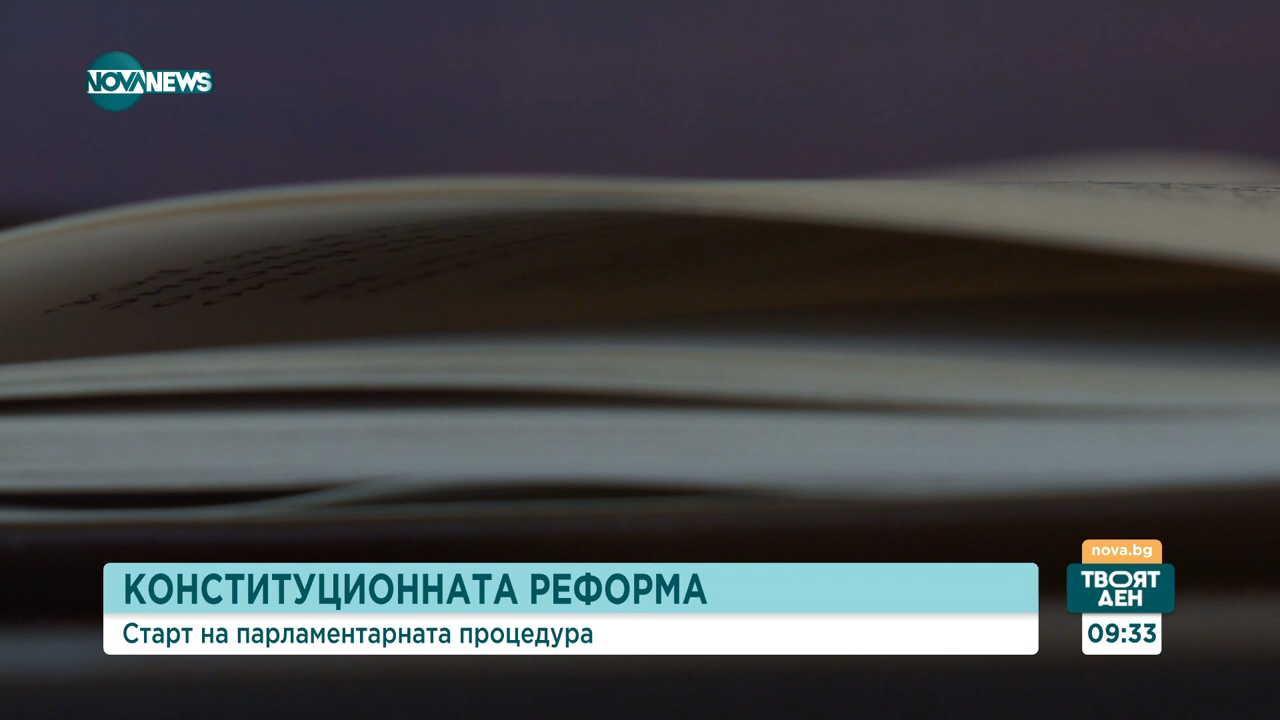 NOVANEWS
КОНСТИТУЦИОННАТА РЕФОРМА
Старт на парламентарната процедура
nova.bg
ТВОЯТ
ДЕН
09:33